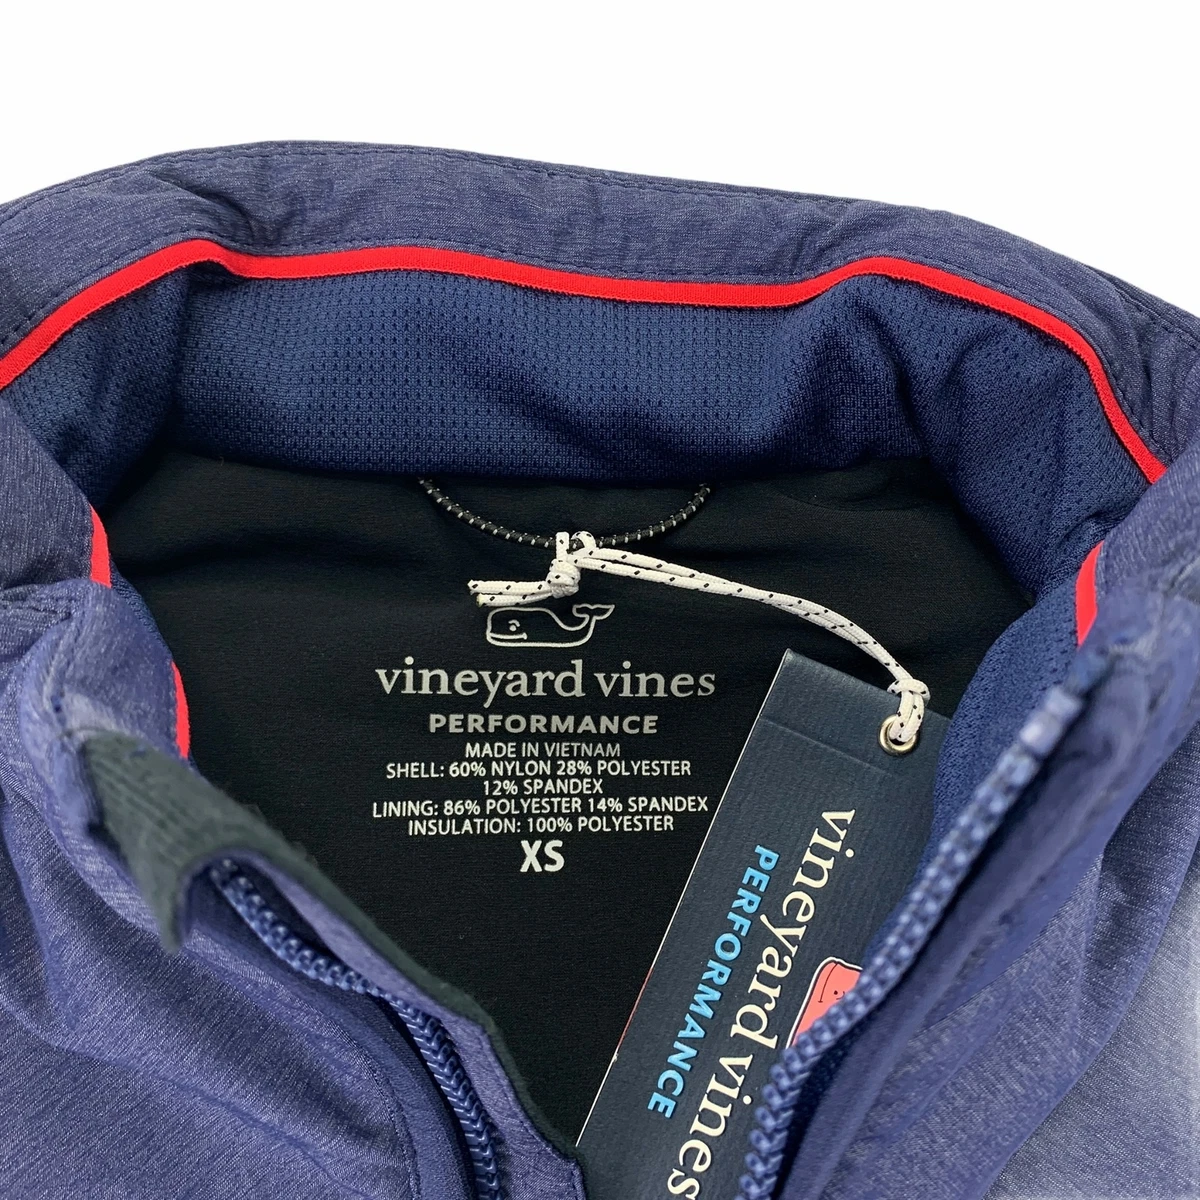 vineyard vines
PERFORMANCE
MADE IN VIETNAM
SHELL: 60% NYLON 28% POLYESTER
12% SPANDEX
LINING: 86% POLYESTER 14% SPANDEX
INSULATION: 100% POLYESTER
XS
vineyard vines
PERFORMANCE